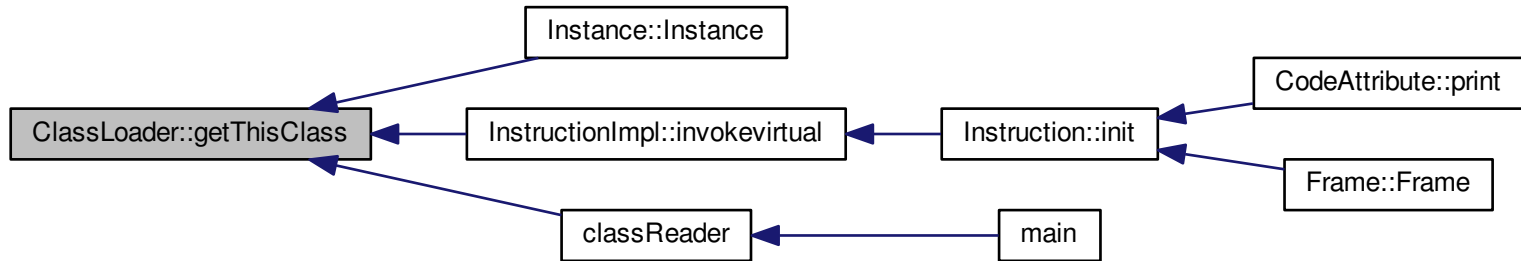 Instance::Instance
CodeAttribute::print
ClassLoader::getThisClass
InstructionImpl::invokevirtual
Instruction::init
Frame::Frame
classReader
main